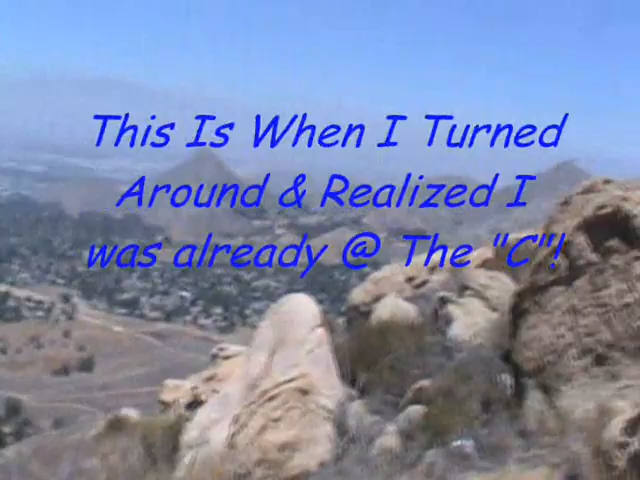 This Is When I Turned
Around & Realized I
was already @ The "C"!